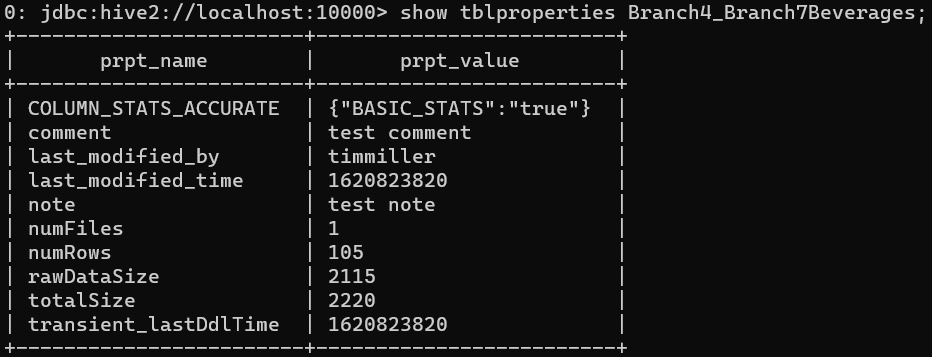 0: jdbc:hive2://localhost:10000> show tblproperties Branch4_Branch7Beverages;
+------------------------+------------------------+
|       prpt_name        |       prpt_value       |
+------------------------+------------------------+
| COLUMN_STATS_ACCURATE  | {"BASIC_STATS":"true"}  |
| comment                | test comment           |
| last_modified_by       | timmiller              |
| last_modified_time     | 1620823820             |
| note                   | test note              |
| numFiles               | 1                      |
| numRows                | 105                    |
| rawDataSize            | 2115                   |
| totalSize              | 2220                   |
| transient_lastDdlTime  | 1620823820             |
+------------------------+------------------------+